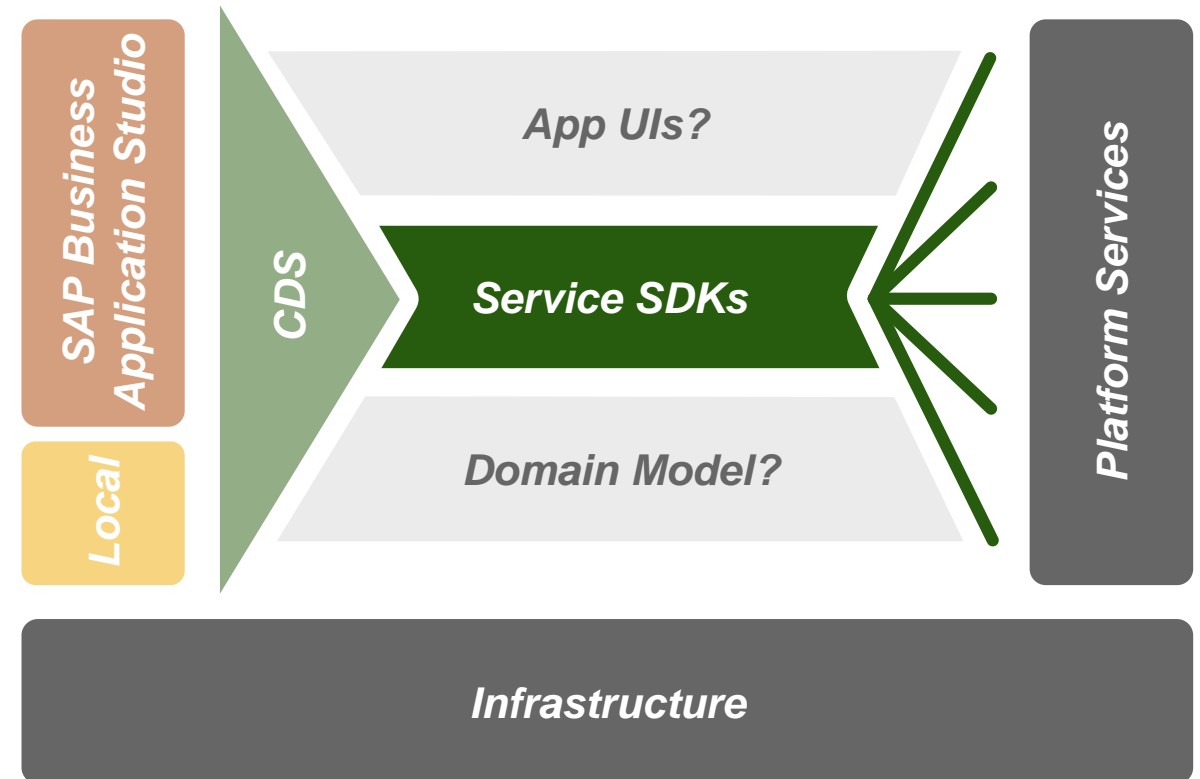 SAP Business
Application Studio
Local
CDS
App UIs?
Service SDKs
Domain Model?
Platform Services
Infrastructure